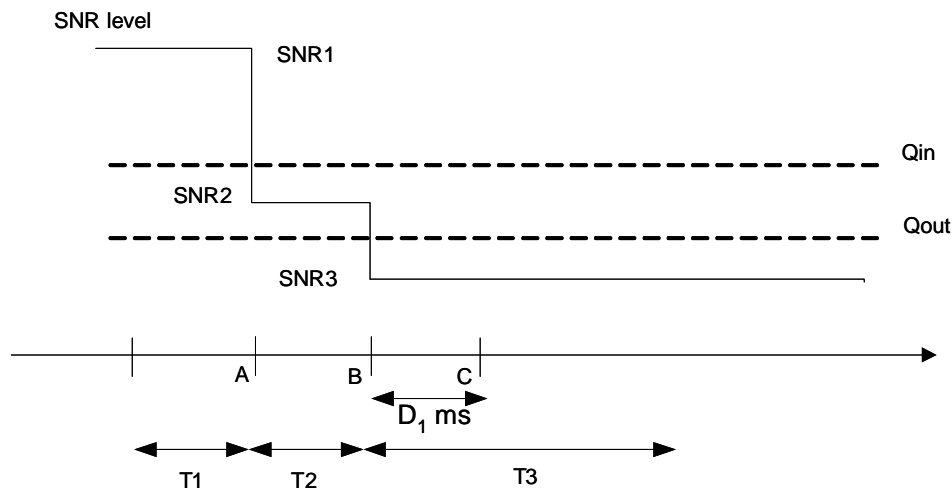 SNR level
SNR1
Qin
SNR2
Qout
SNR3
A
B
C
D₁ ms
T1
T2
T3